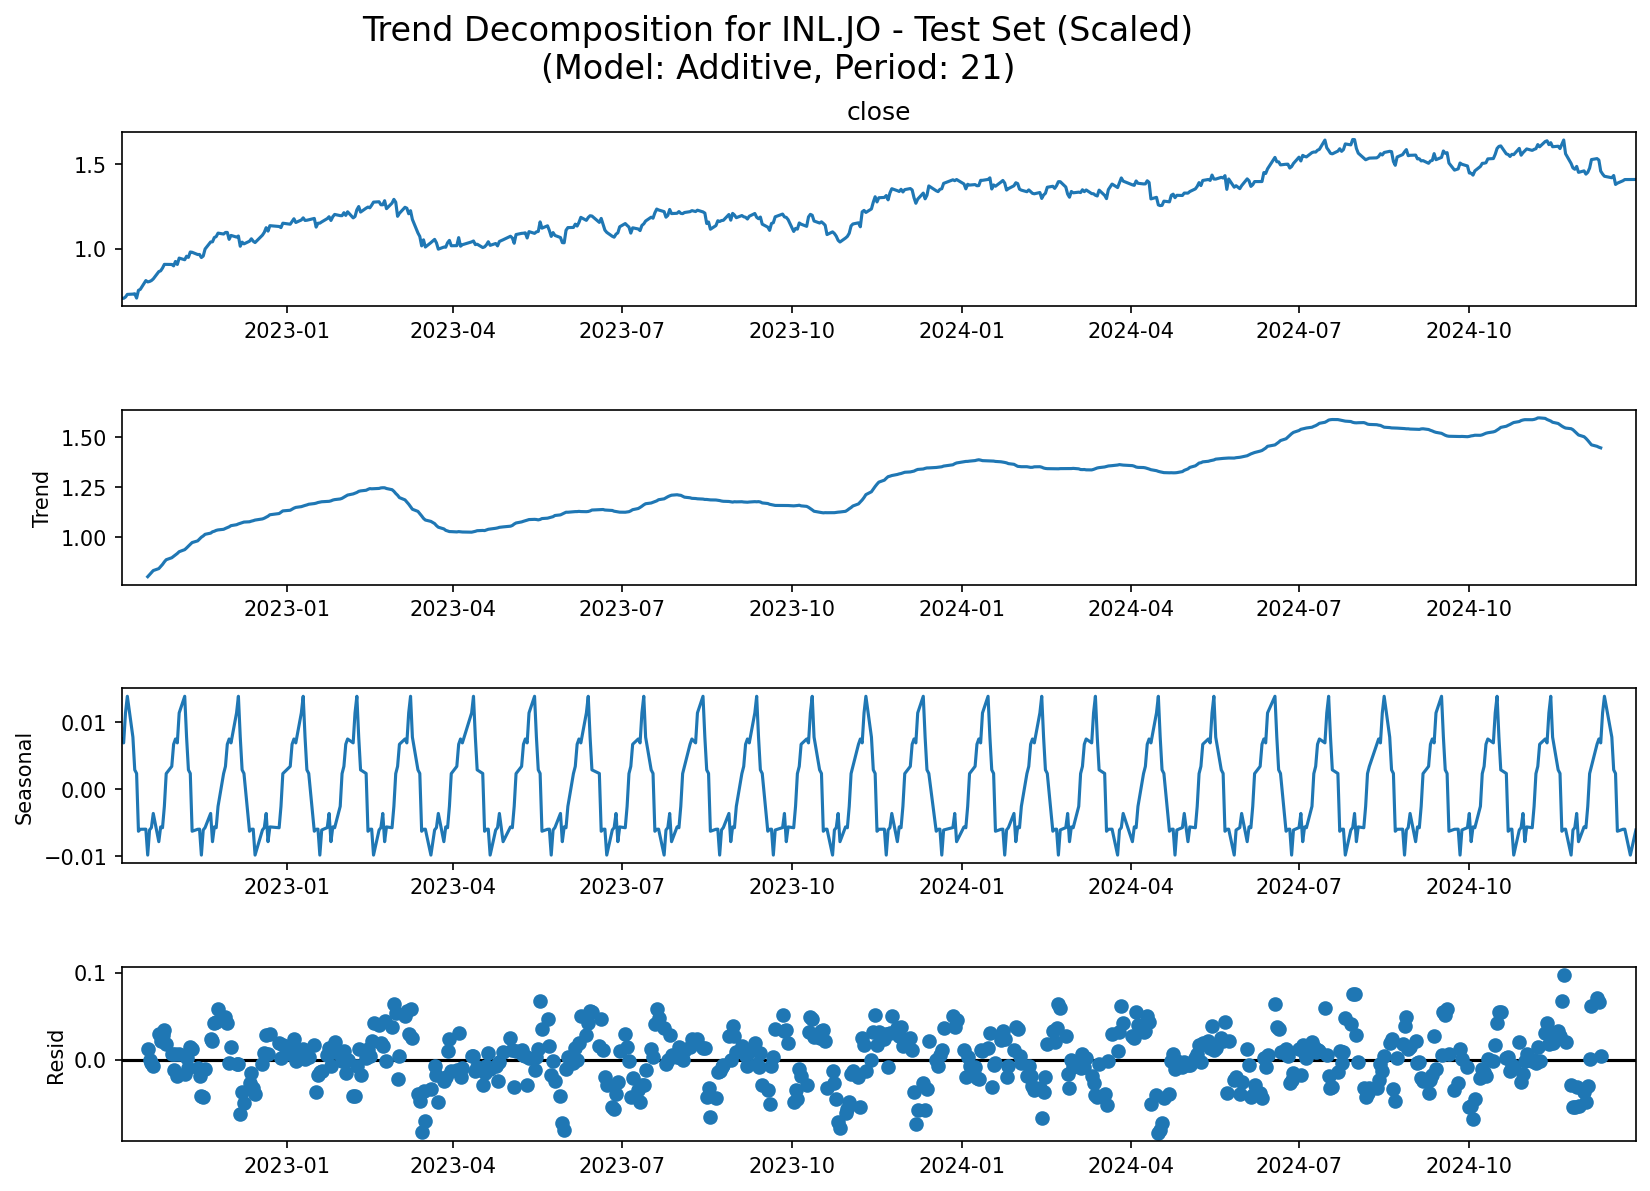 Trend Decomposition for INL.JO - Test Set (Scaled)
(Model: Additive, Period: 21)
close
1.5
1.0
2023-01 2023-04 2023-07 2023-10 2024-01 2024-04 2024-07 2024-10
Trend
1.50
1.25
1.00
2023-01 2023-04 2023-07 2023-10 2024-01 2024-04 2024-07 2024-10
Seasonal
0.01
0.00
−0.01
2023-01 2023-04 2023-07 2023-10 2024-01 2024-04 2024-07 2024-10
Resid
0.1
0.0
2023-01 2023-04 2023-07 2023-10 2024-01 2024-04 2024-07 2024-10